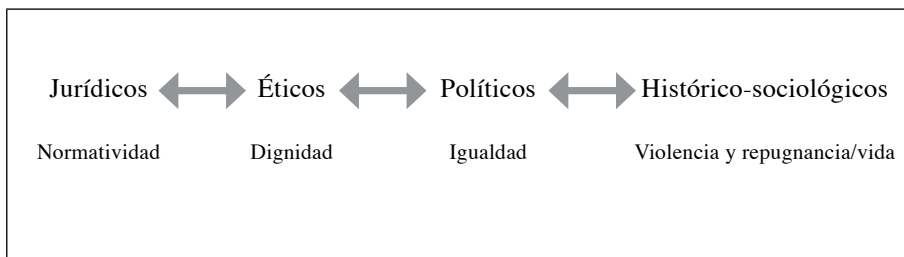 Jurídicos Éticos Políticos Histórico-sociológicos
Normatividad Dignidad Igualdad Violencia y repugnancia/vida